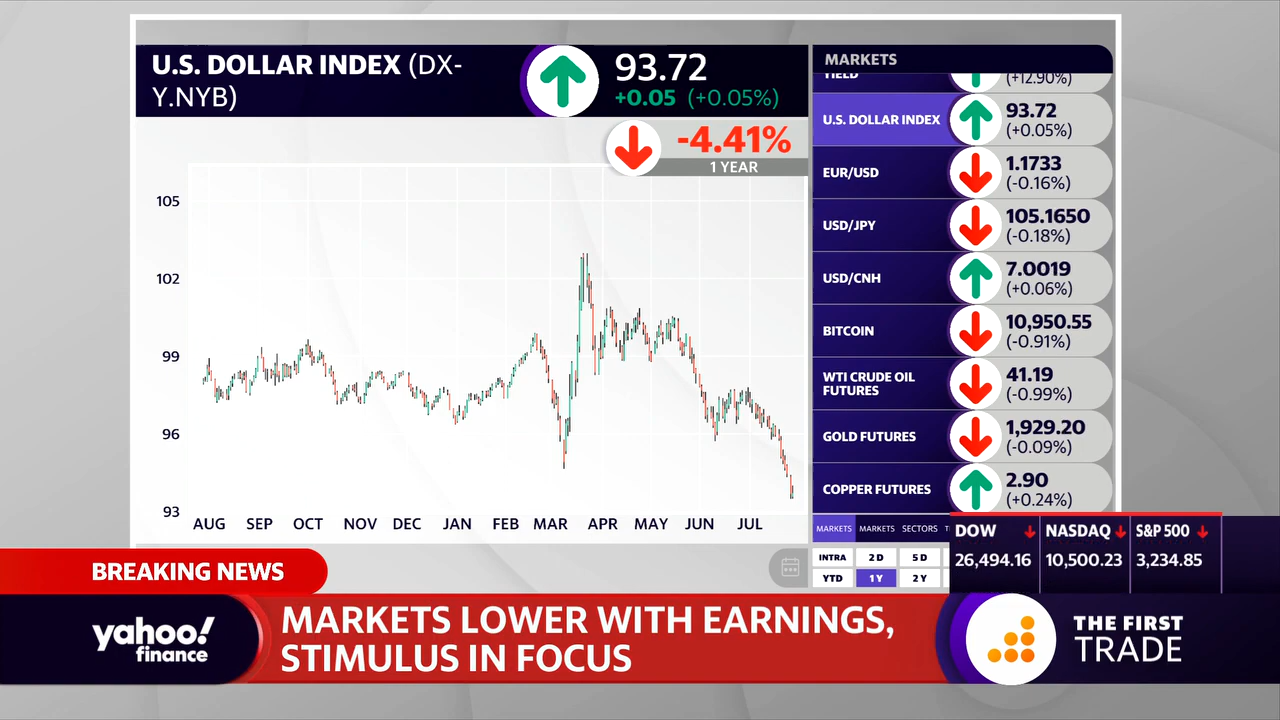 U.S. DOLLAR INDEX (DX-
Y.NYB)
93.72
+0.05 (+0.05%)
-4.41%
1 YEAR
105
102
99
96
93
AUG SEP OCT NOV DEC JAN FEB MAR APR MAY JUN JUL
MARKETS
YIELD
(+12.90%)
U.S. DOLLAR INDEX
93.72
(+0.05%)
EUR/USD
1.1733
(-0.16%)
USD/JPY
105.1650
(-0.18%)
USD/CNH
7.0019
(+0.06%)
BITCOIN
10,950.55
(-0.91%)
WTI CRUDE OIL
FUTURES
41.19
(-0.99%)
GOLD FUTURES
1,929.20
(-0.09%)
COPPER FUTURES
2.90
(+0.24%)
MARKETS MARKETS SECTORS
INTRA 2 D 5 D
YTD 1 Y 2 Y
DOW NASDAQ S&P 500
26,494.16 10,500.23 3,234.85
BREAKING NEWS
yahoo!
finance
MARKETS LOWER WITH EARNINGS,
STIMULUS IN FOCUS
THE FIRST
TRADE